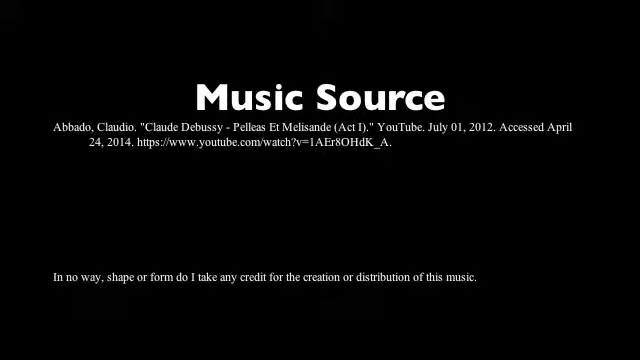 Music Source
Abbado, Claudio. "Claude Debussy - Pelleas Et Melisande (Act I)." YouTube. July 01, 2012. Accessed April
24, 2014. https://www.youtube.com/watch?v=1AEr8OHdK_A.
In no way, shape or form do I take any credit for the creation or distribution of this music.